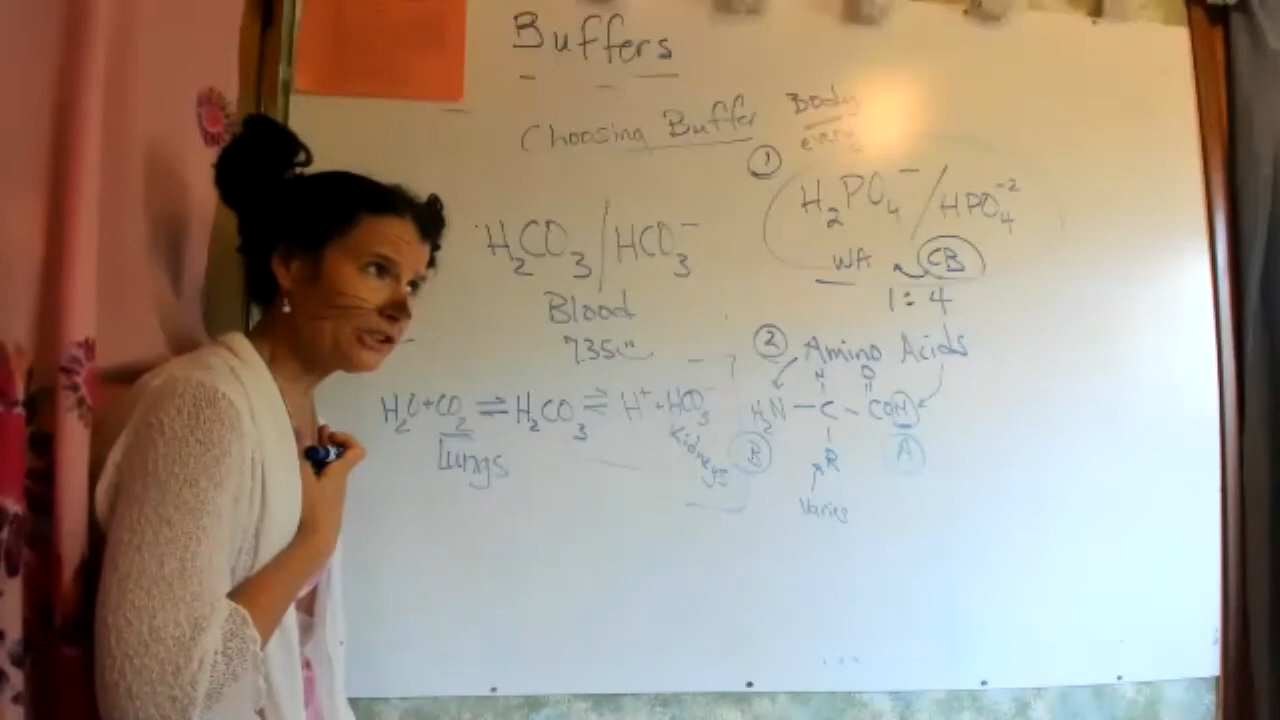 Buffers
Choosing Buffer
Body
①
H₂PO₄⁻/HPO₄⁻²
WA CB
1:4
H₂CO₃/HCO₃⁻
Blood
7.35
H₂O+CO₂ ⇌ H₂CO₃ ⇌ H⁺+HCO₃⁻
Lungs
Kidneys
② Amino Acids
H O
H₂N–C–COH
B R A
Varies